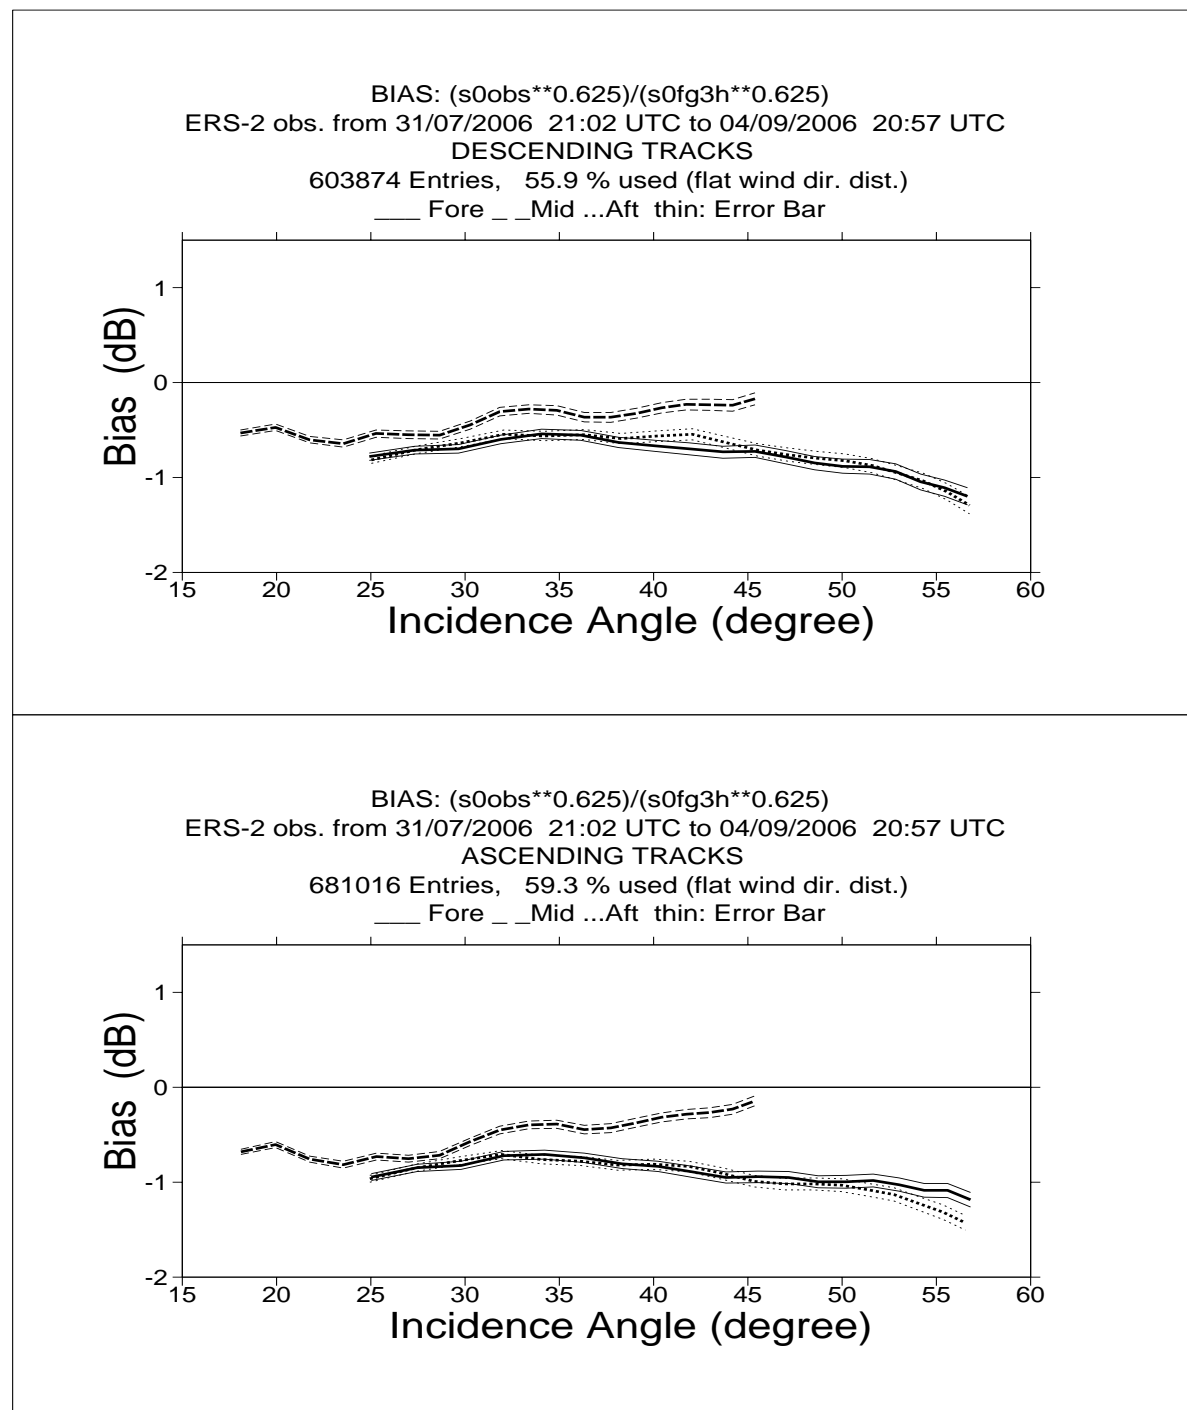 BIAS: (s0obs**0.625)/(s0fg3h**0.625)
ERS-2 obs. from 31/07/2006  21:02 UTC to 04/09/2006  20:57 UTC
DESCENDING TRACKS
603874 Entries,   55.9 % used (flat wind dir. dist.)
___ Fore _ _Mid ...Aft  thin: Error Bar
1
0
-1
-2
Bias (dB)
15 20 25 30 35 40 45 50 55 60
Incidence Angle (degree)
BIAS: (s0obs**0.625)/(s0fg3h**0.625)
ERS-2 obs. from 31/07/2006  21:02 UTC to 04/09/2006  20:57 UTC
ASCENDING TRACKS
681016 Entries,   59.3 % used (flat wind dir. dist.)
___ Fore _ _Mid ...Aft  thin: Error Bar
1
0
-1
-2
Bias (dB)
15 20 25 30 35 40 45 50 55 60
Incidence Angle (degree)